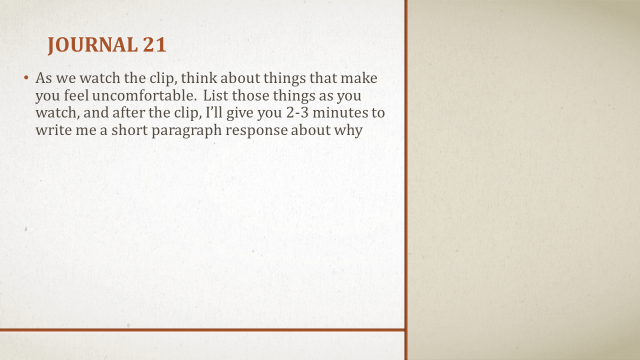 JOURNAL 21
• As we watch the clip, think about things that make
you feel uncomfortable.  List those things as you
watch, and after the clip, I’ll give you 2-3 minutes to
write me a short paragraph response about why